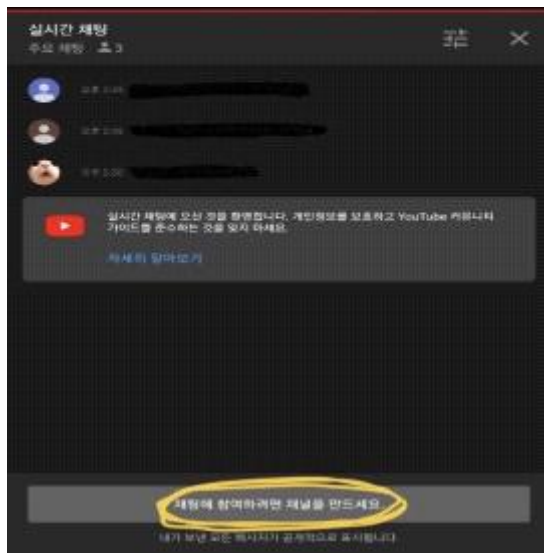 실시간 채팅
주요 채팅 3
실시간 채팅에 오신 것을 환영합니다. 개인정보를 보호하고 YouTube 커뮤니티
가이드를 준수하는 것을 잊지 마세요.
자세히 알아보기
채팅에 참여하려면 채널을 만드세요.
내가 보낸 모든 메시지가 공개적으로 표시됩니다